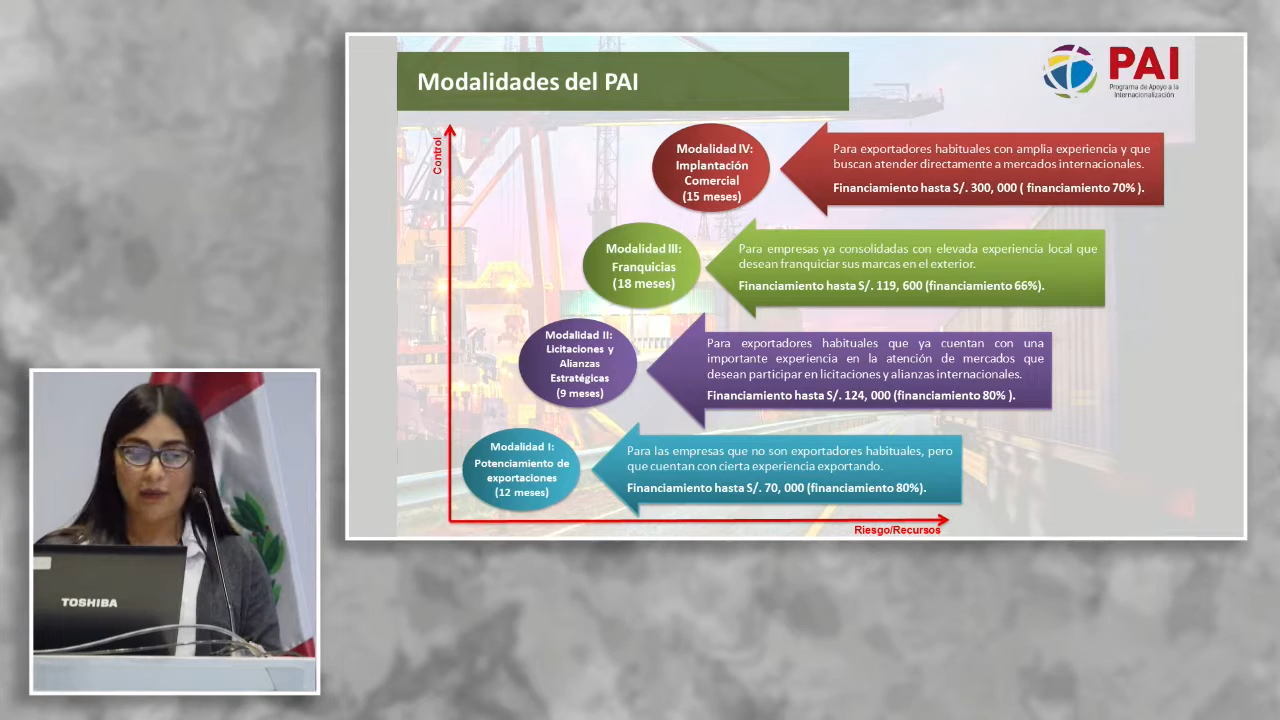 Modalidades del PAI
PAI
Programa de Apoyo a la
Internacionalización
Control
Modalidad IV:
Implantación
Comercial
(15 meses)
Para exportadores habituales con amplia experiencia y que
buscan atender directamente a mercados internacionales.
Financiamiento hasta S/. 300, 000 ( financiamiento 70% ).
Modalidad III:
Franquicias
(18 meses)
Para empresas ya consolidadas con elevada experiencia local que
desean franquiciar sus marcas en el exterior.
Financiamiento hasta S/. 119, 600 (financiamiento 66%).
Modalidad II:
Licitaciones y
Alianzas
Estratégicas
(9 meses)
Para exportadores habituales que ya cuentan con una
importante experiencia en la atención de mercados que
desean participar en licitaciones y alianzas internacionales.
Financiamiento hasta S/. 124, 000 (financiamiento 80% ).
Modalidad I:
Potenciamiento de
exportaciones
(12 meses)
Para las empresas que no son exportadores habituales, pero
que cuentan con cierta experiencia exportando.
Financiamiento hasta S/. 70, 000 (financiamiento 80%).
Riesgo/Recursos
TOSHIBA